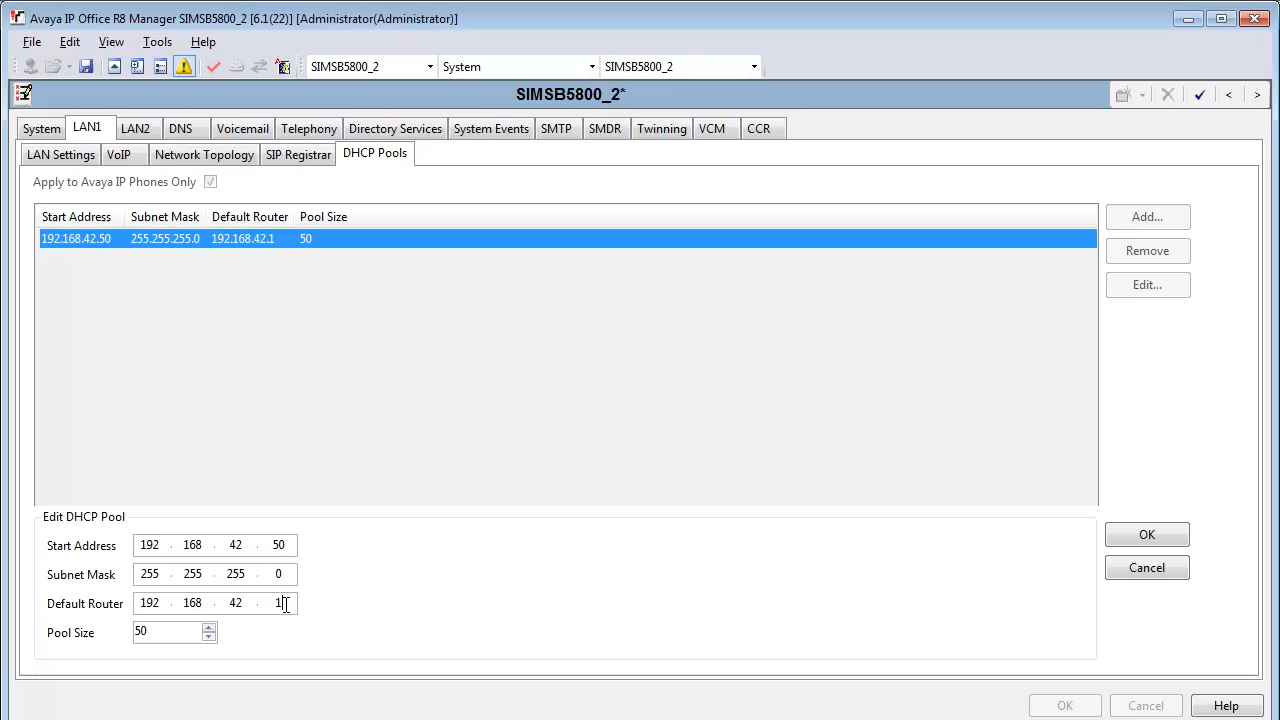 Avaya IP Office R8 Manager SIMSB5800_2 [6.1(22)] [Administrator(Administrator)]
File Edit View Tools Help
SIMSB5800_2 System SIMSB5800_2
SIMSB5800_2*
System LAN1 LAN2 DNS Voicemail Telephony Directory Services System Events SMTP SMDR Twinning VCM CCR
LAN Settings VoIP Network Topology SIP Registrar DHCP Pools
Apply to Avaya IP Phones Only
Start Address Subnet Mask Default Router Pool Size
192.168.42.50 255.255.255.0 192.168.42.1 50
Add...
Remove
Edit...
Edit DHCP Pool
Start Address 192 . 168 . 42 . 50
Subnet Mask 255 . 255 . 255 . 0
Default Router 192 . 168 . 42 . 1
Pool Size 50
OK
Cancel
OK Cancel Help